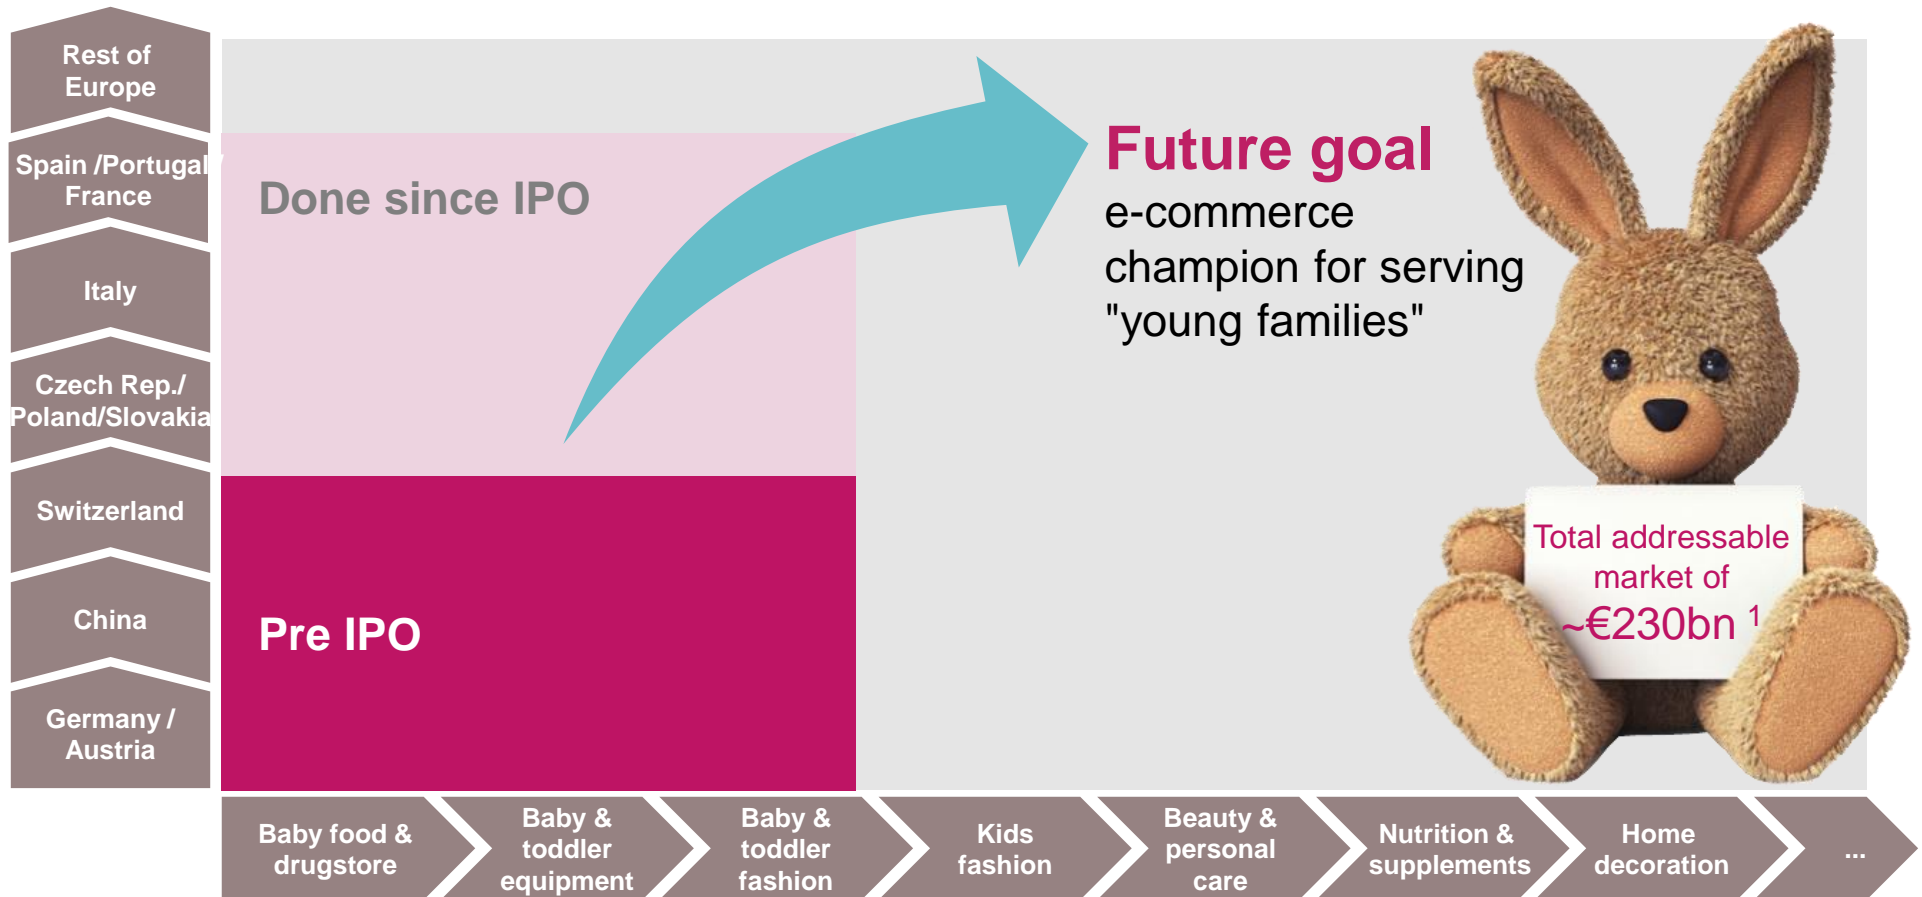 Rest of
Europe
Spain /Portugal /
France
Italy
Czech Rep./
Poland/Slovakia
Switzerland
China
Germany /
Austria
Done since IPO
Pre IPO
Future goal
e-commerce
champion for serving
"young families"
Total addressable
market of
~€230bn 1
Baby food &
drugstore
Baby &
toddler
equipment
Baby &
toddler
fashion
Kids
fashion
Beauty &
personal
care
Nutrition &
supplements
Home
decoration
...